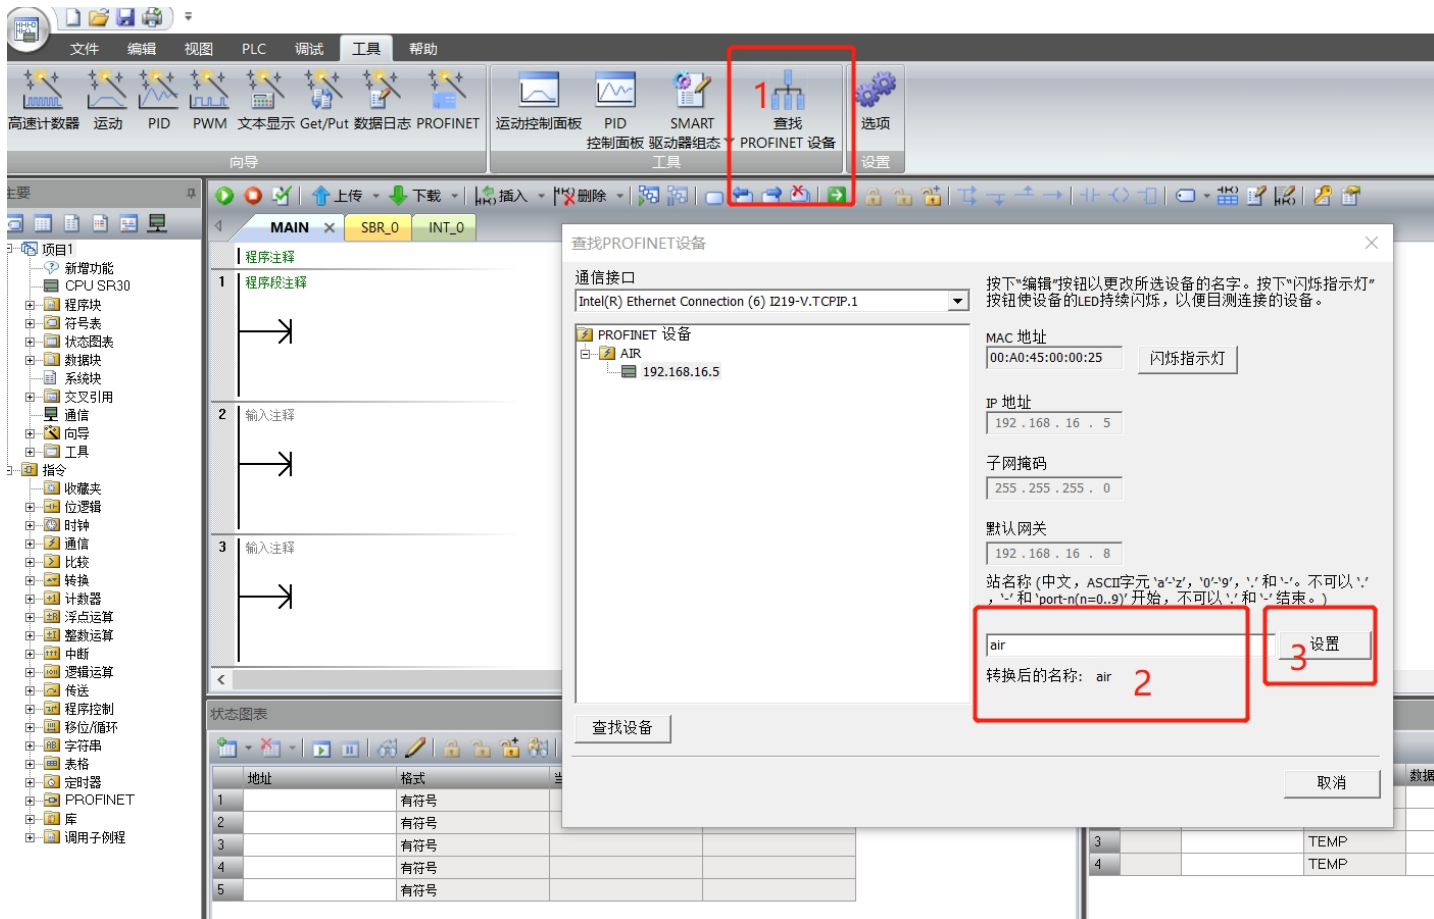 文件 编辑 视图 PLC 调试 工具 帮助
高速计数器 运动 PID PWM 文本显示 Get/Put 数据日志 PROFINET
向导
运动控制面板 PID 控制面板 SMART 驱动器组态 查找 PROFINET 设备
工具
选项
设置
1
主要
上传 下载 插入 删除
项目1
新增功能
CPU SR30
程序块
符号表
状态图表
数据块
系统块
交叉引用
通信
向导
工具
指令
收藏夹
位逻辑
时钟
通信
比较
转换
计数器
浮点运算
整数运算
中断
逻辑运算
传送
程序控制
移位/循环
字符串
表格
定时器
PROFINET
库
调用子例程
MAIN SBR_0 INT_0
程序注释
1 程序段注释
2 输入注释
3 输入注释
状态图表
地址 格式
1 有符号
2 有符号
3 有符号
4 有符号
5 有符号
查找PROFINET设备
通信接口
Intel(R) Ethernet Connection (6) I219-V.TCPIP.1
PROFINET 设备
AIR
192.168.16.5
查找设备
按下“编辑”按钮以更改所选设备的名字。按下“闪烁指示灯”
按钮使设备的LED持续闪烁，以便目测连接的设备。
MAC 地址
00:A0:45:00:00:25 闪烁指示灯
IP 地址
192 . 168 . 16 . 5
子网掩码
255 . 255 . 255 . 0
默认网关
192 . 168 . 16 . 8
站名称 (中文，ASCII字元 'a'-'z'，'0'-'9'，'.' 和 '-'。不可以 '.'
，'-' 和 'port-n(n=0..9)' 开始，不可以 '.' 和 '-' 结束。)
air 设置
3
转换后的名称: air
2
取消
数据
3 TEMP
4 TEMP